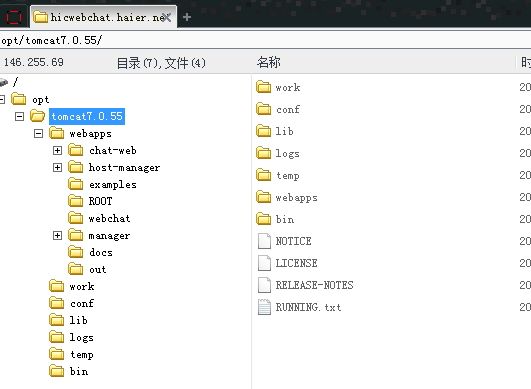 hicwebchat.haier.ne
opt/tomcat7.0.55/
146.255.69
目录(7),文件(4)
/
opt
tomcat7.0.55
webapps
chat-web
host-manager
examples
ROOT
webchat
manager
docs
out
work
conf
lib
logs
temp
bin
名称
时
work
20
conf
20
lib
20
logs
20
temp
20
webapps
20
bin
20
NOTICE
20
LICENSE
20
RELEASE-NOTES
20
RUNNING.txt
20